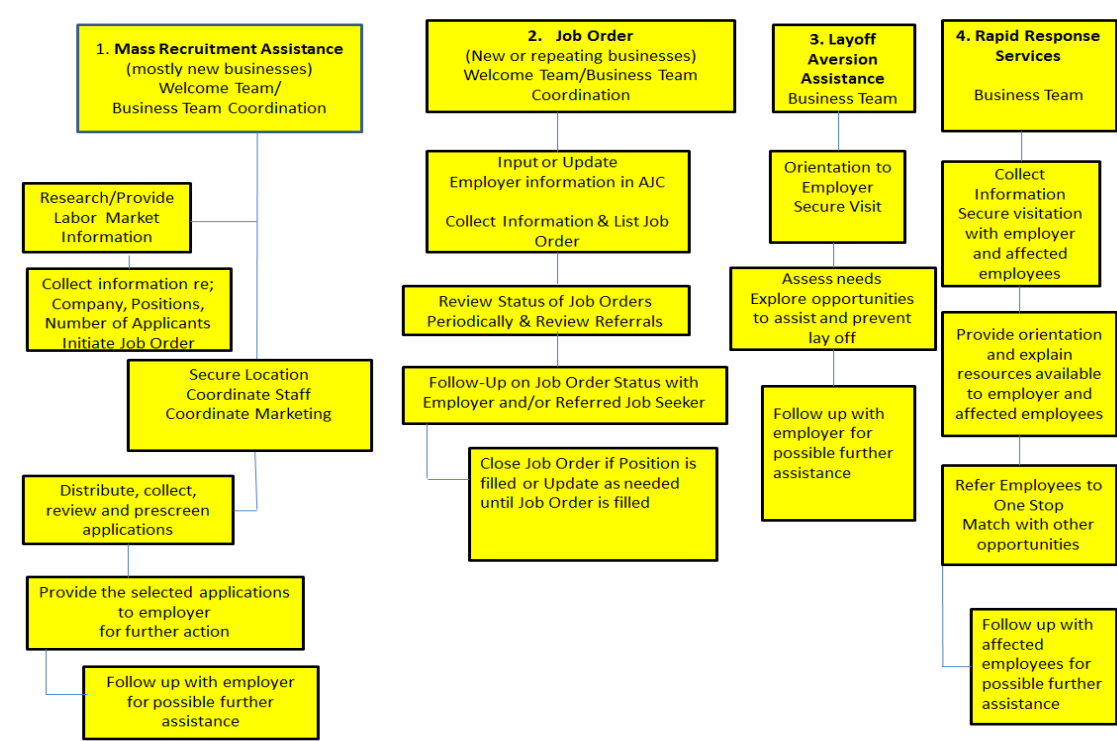 1. Mass Recruitment Assistance
(mostly new businesses)
Welcome Team/
Business Team Coordination
Research/Provide
Labor Market
Information
Collect information re;
Company, Positions,
Number of Applicants
Initiate Job Order
Secure Location
Coordinate Staff
Coordinate Marketing
Distribute, collect,
review and prescreen
applications
Provide the selected applications
to employer
for further action
Follow up with employer
for possible further
assistance
2. Job Order
(New or repeating businesses)
Welcome Team/Business Team
Coordination
Input or Update
Employer information in AJC
Collect Information & List Job
Order
Review Status of Job Orders
Periodically & Review Referrals
Follow-Up on Job Order Status with
Employer and/or Referred Job Seeker
Close Job Order if Position is
filled or Update as needed
until Job Order is filled
3. Layoff
Aversion
Assistance
Business Team
Orientation to
Employer
Secure Visit
Assess needs
Explore opportunities
to assist and prevent
lay off
Follow up with
employer for
possible further
assistance
4. Rapid Response
Services
Business Team
Collect
Information
Secure visitation
with employer
and affected
employees
Provide orientation
and explain
resources available
to employer and
affected employees
Refer Employees to
One Stop
Match with other
opportunities
Follow up with
affected
employees for
possible further
assistance